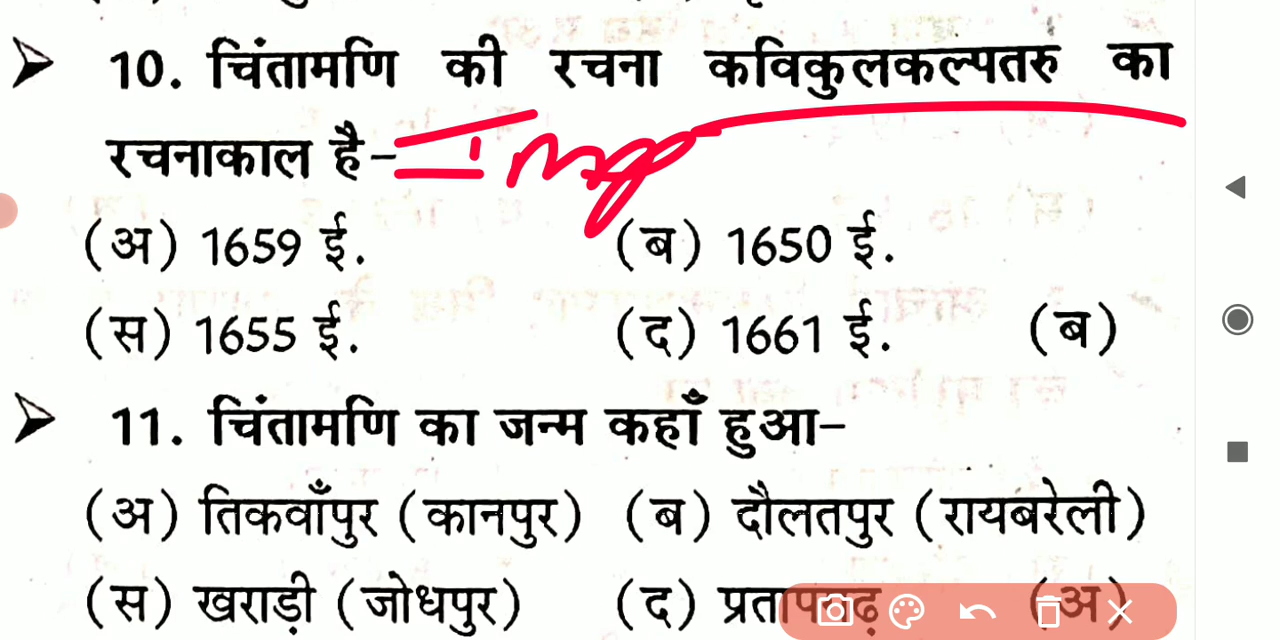 10. चिंतामणि की रचना कविकुलकल्पतरु का
रचनाकाल है-
(अ) 1659 ई. (ब) 1650 ई.
(स) 1655 ई. (द) 1661 ई. (ब)
11. चिंतामणि का जन्म कहाँ हुआ-
(अ) तिकवाँपुर (कानपुर) (ब) दौलतपुर (रायबरेली)
(स) खराड़ी (जोधपुर) (द) प्रतापगढ़ (अ)